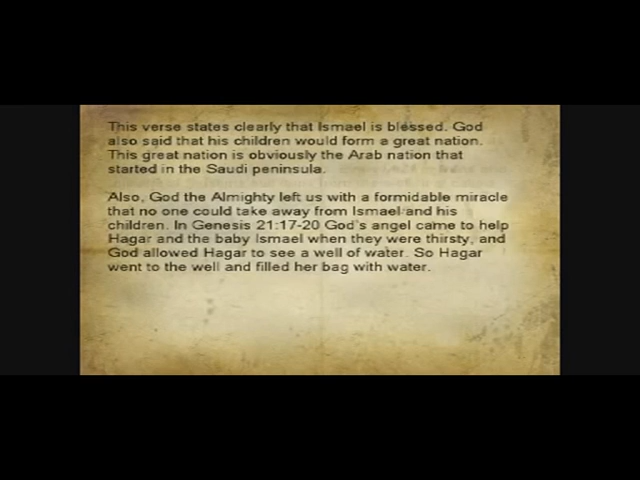 This verse states clearly that Ismael is blessed. God
also said that his children would form a great nation.
This great nation is obviously the Arab nation that
started in the Saudi peninsula.
Also, God the Almighty left us with a formidable miracle
that no one could take away from Ismael and his
children. In Genesis 21:17-20 God's angel came to help
Hagar and the baby Ismael when they were thirsty, and
God allowed Hagar to see a well of water. So Hagar
went to the well and filled her bag with water.